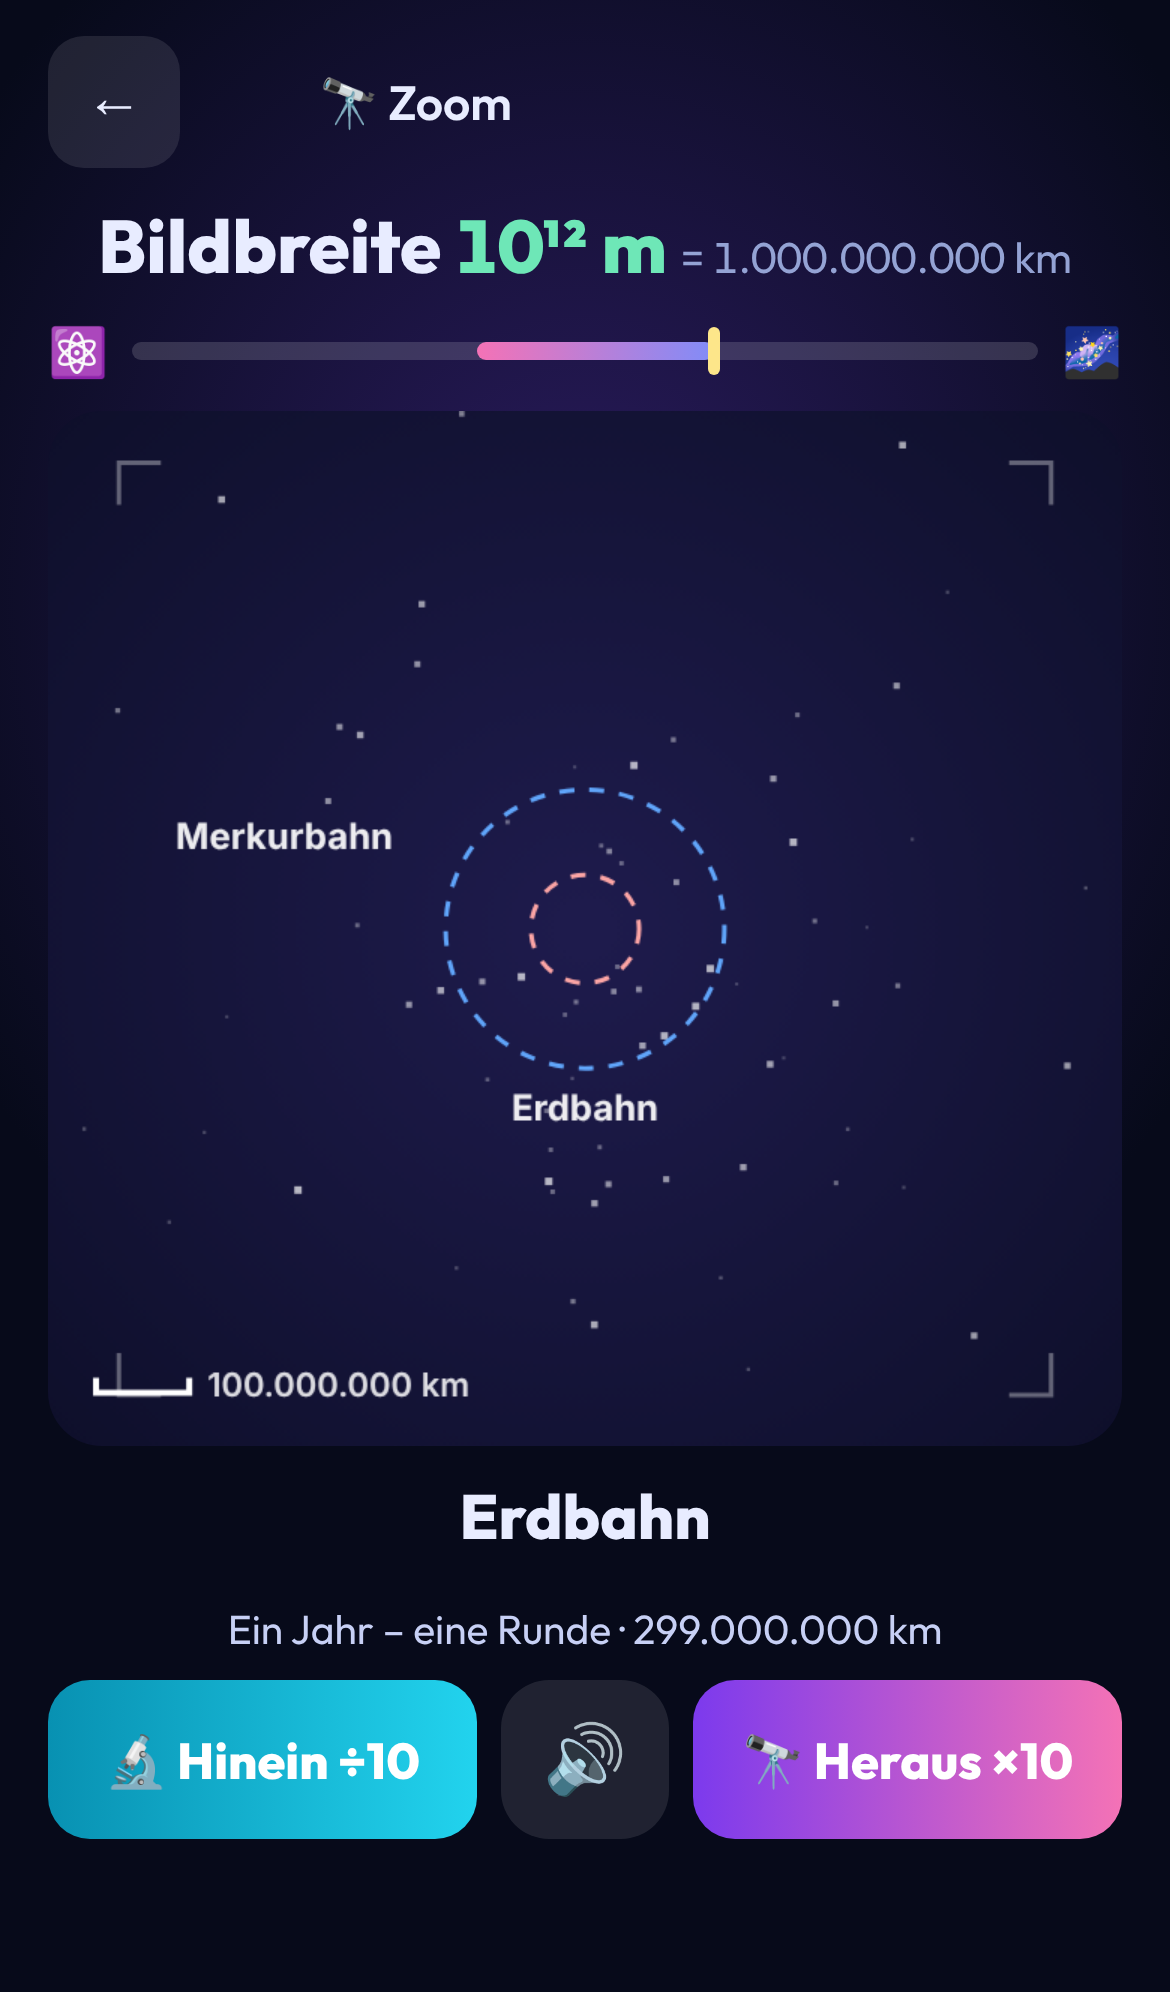 ← 🔭 Zoom
Bildbreite 10¹² m = 1.000.000.000 km
Merkurbahn
Erdbahn
100.000.000 km
Erdbahn
Ein Jahr – eine Runde · 299.000.000 km
🔬 Hinein ÷10
🔭 Heraus ×10